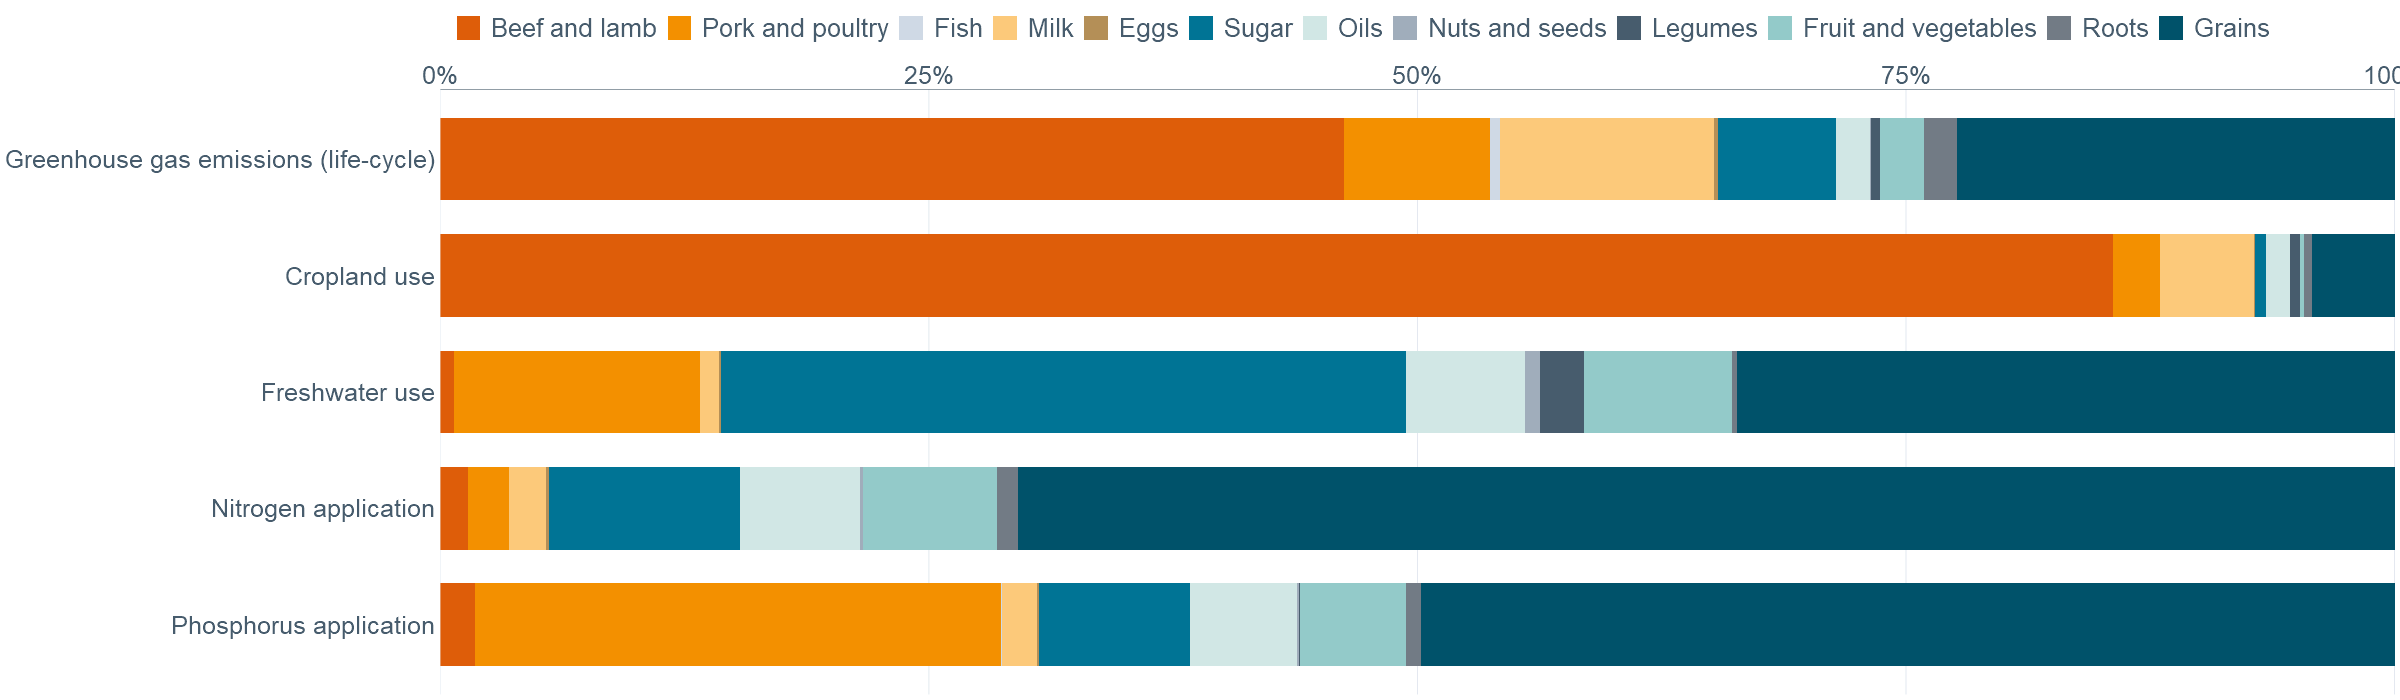 Beef and lamb Pork and poultry Fish Milk Eggs Sugar Oils Nuts and seeds Legumes Fruit and vegetables Roots Grains
0% 25% 50% 75% 100
Greenhouse gas emissions (life-cycle)
Cropland use
Freshwater use
Nitrogen application
Phosphorus application